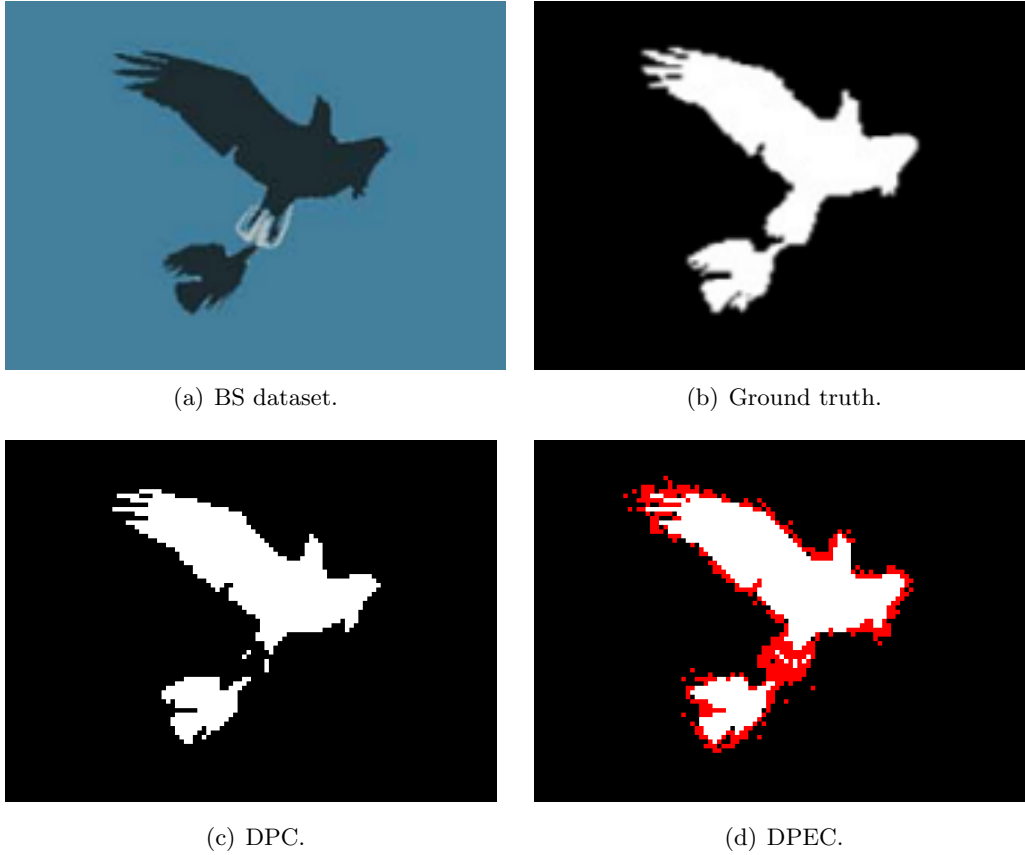 (a) BS dataset.
(b) Ground truth.
(c) DPC.
(d) DPEC.